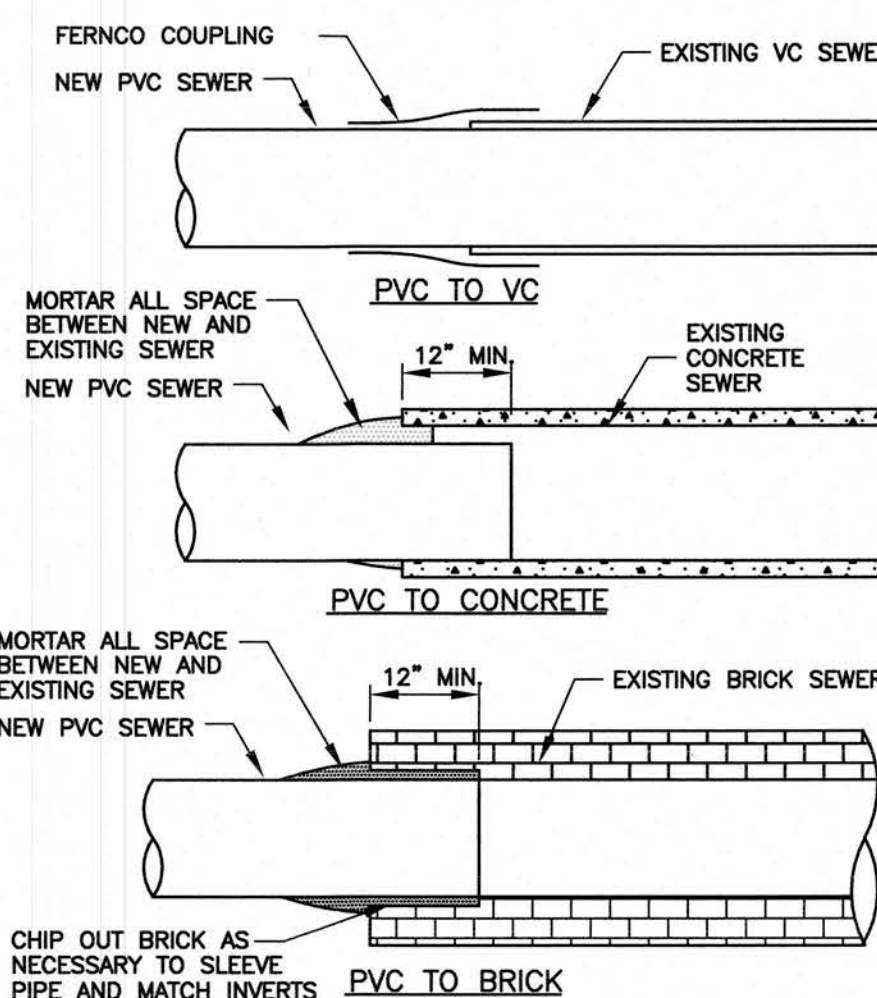 FERNCO COUPLING
EXISTING VC SEWE
NEW PVC SEWER
PVC TO VC
MORTAR ALL SPACE
BETWEEN NEW AND
EXISTING SEWER
12" MIN.
EXISTING
CONCRETE
SEWER
NEW PVC SEWER
PVC TO CONCRETE
MORTAR ALL SPACE
BETWEEN NEW AND
EXISTING SEWER
12" MIN.
EXISTING BRICK SEWER
NEW PVC SEWER
CHIP OUT BRICK AS
NECESSARY TO SLEEVE
PIPE AND MATCH INVERTS
PVC TO BRICK